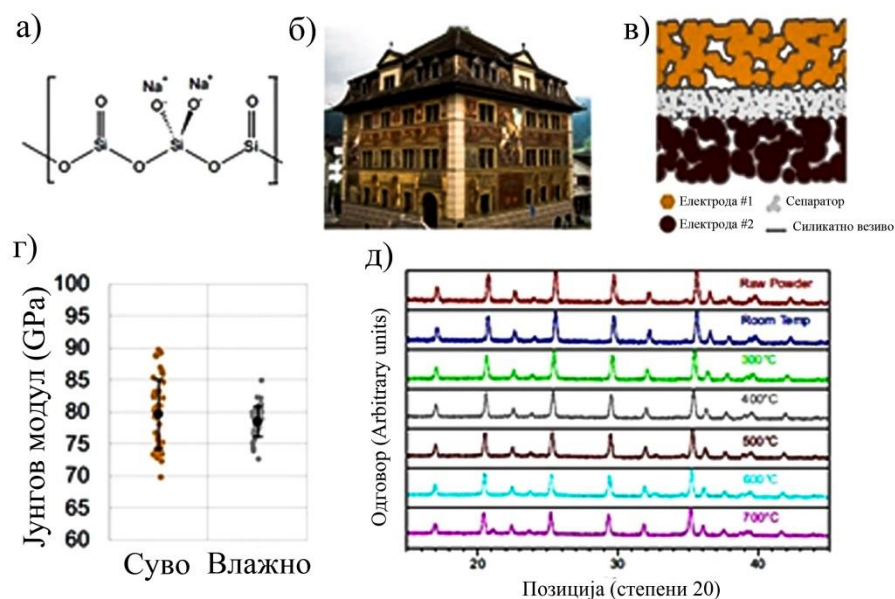 а)
б)
в)
Na⁺
Na⁺
O
O⁻
O⁻
O
Si
Si
Si
O
O
O
Електрода #1
Сепаратор
Електрода #2
Силикатно везиво
г)
д)
Јунгов модул (GPa)
100
95
90
85
80
75
70
65
60
Суво
Влажно
Одговор (Arbitrary units)
Raw Powder
Room Temp
300°C
400°C
500°C
600°C
700°C
20
30
40
Позиција (степени 20)